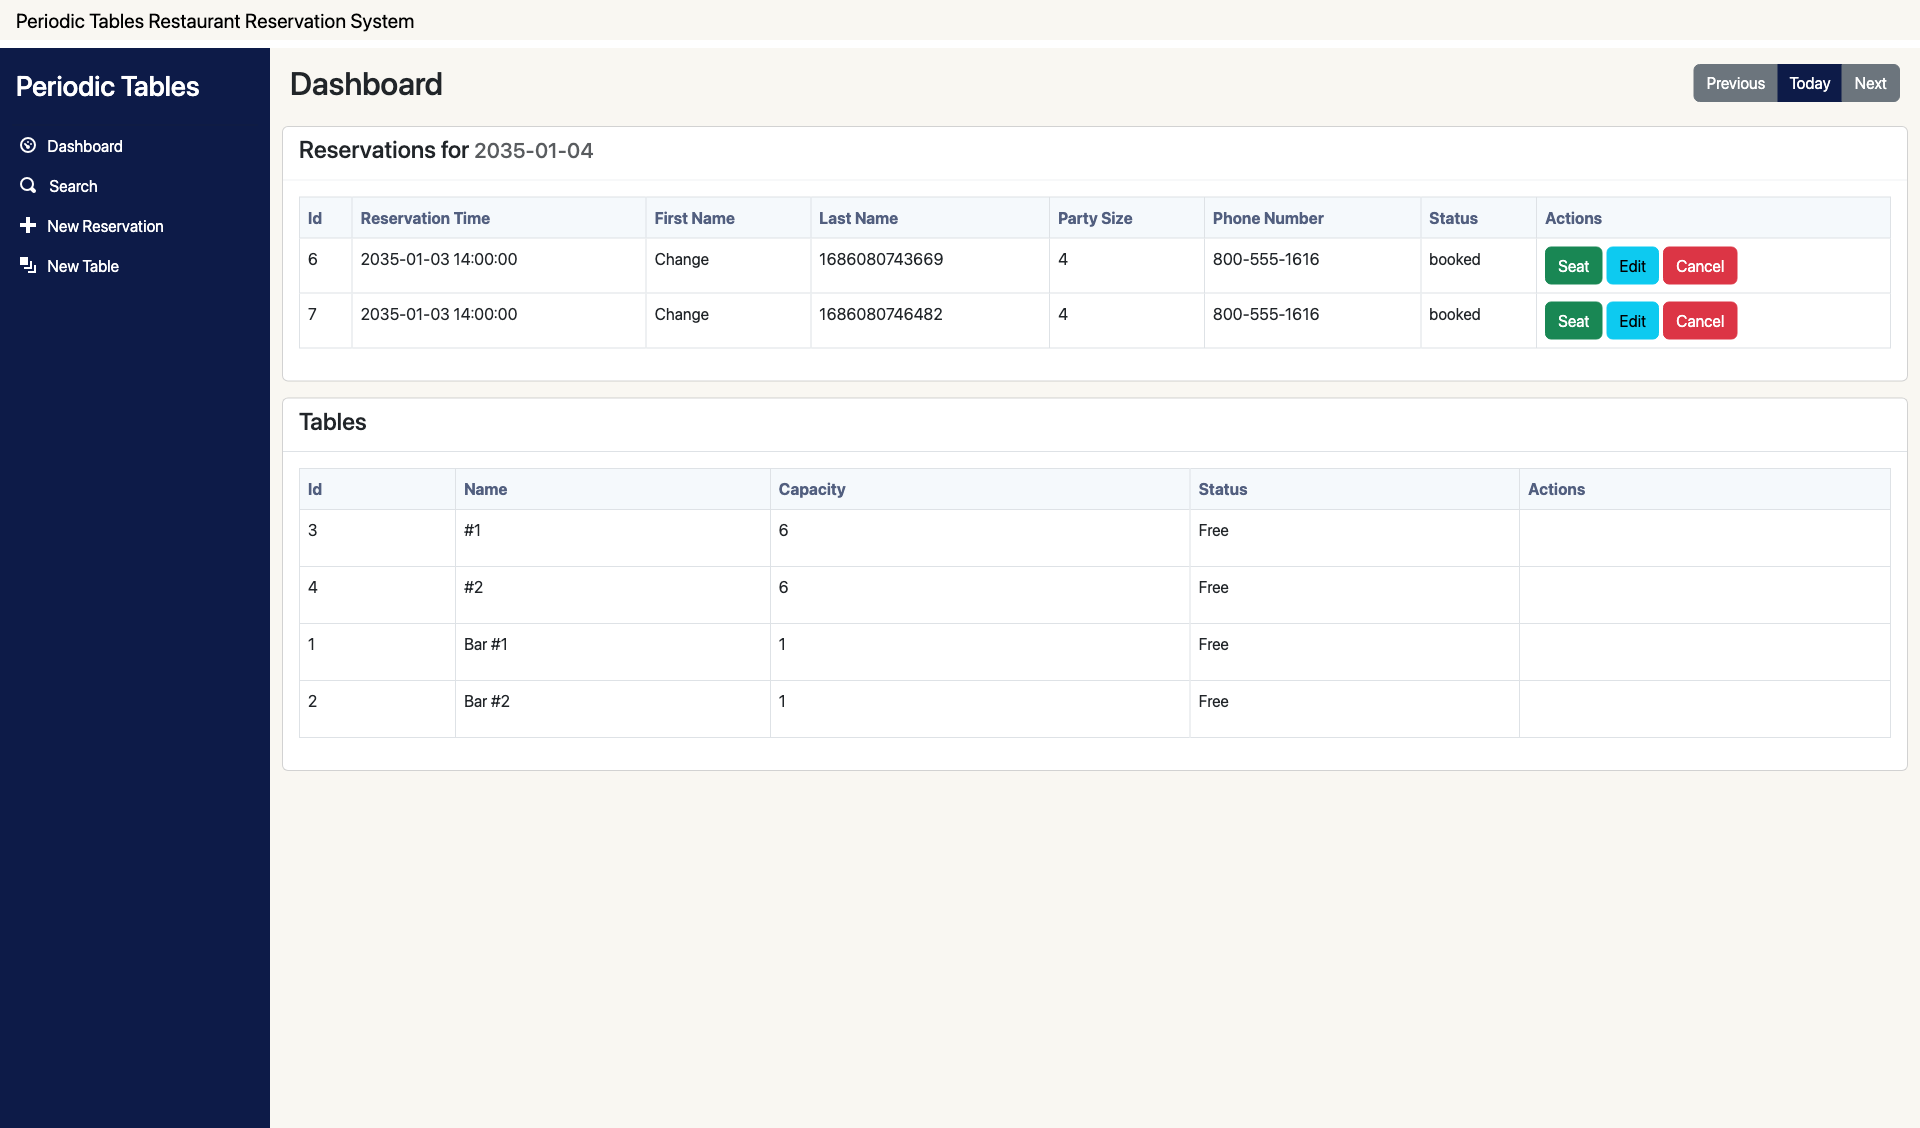 Periodic Tables Restaurant Reservation System
Periodic Tables
Dashboard
Search
New Reservation
New Table
Dashboard
Previous Today Next
Reservations for 2035-01-04
Id Reservation Time First Name Last Name Party Size Phone Number Status Actions
6 2035-01-03 14:00:00 Change 1686080743669 4 800-555-1616 booked Seat Edit Cancel
7 2035-01-03 14:00:00 Change 1686080746482 4 800-555-1616 booked Seat Edit Cancel
Tables
Id Name Capacity Status Actions
3 #1 6 Free
4 #2 6 Free
1 Bar #1 1 Free
2 Bar #2 1 Free